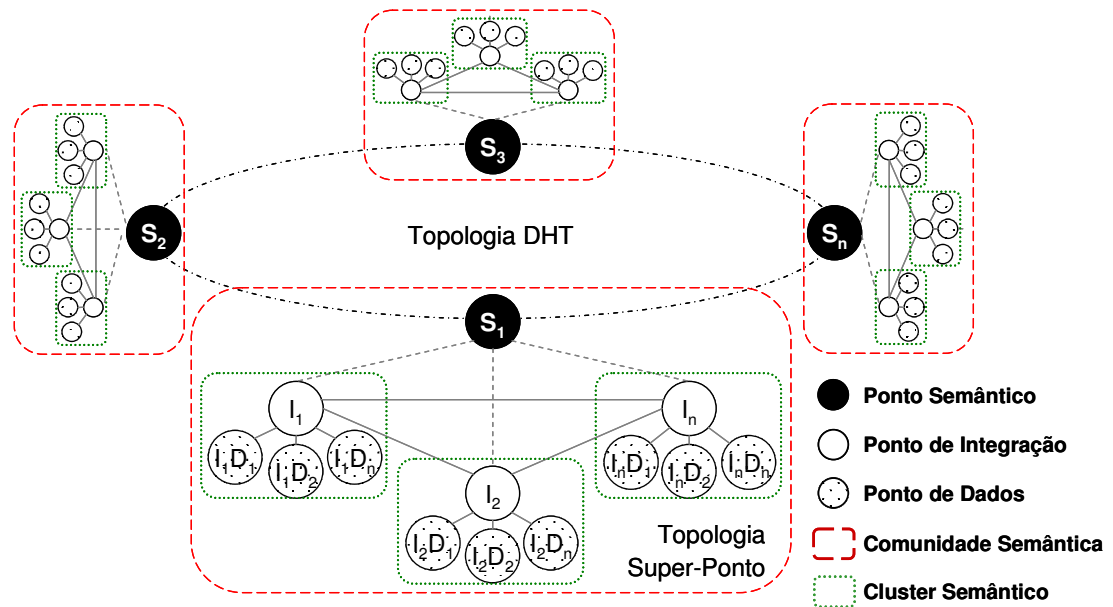 S3
S2
Topologia DHT
Sn
S1
I1
In
I1D1
I1D2
I1Dn
InD1
InD2
InDn
I2
I2D1
I2D2
I2Dn
Topologia
Super-Ponto
Ponto Semântico
Ponto de Integração
Ponto de Dados
Comunidade Semântica
Cluster Semântico